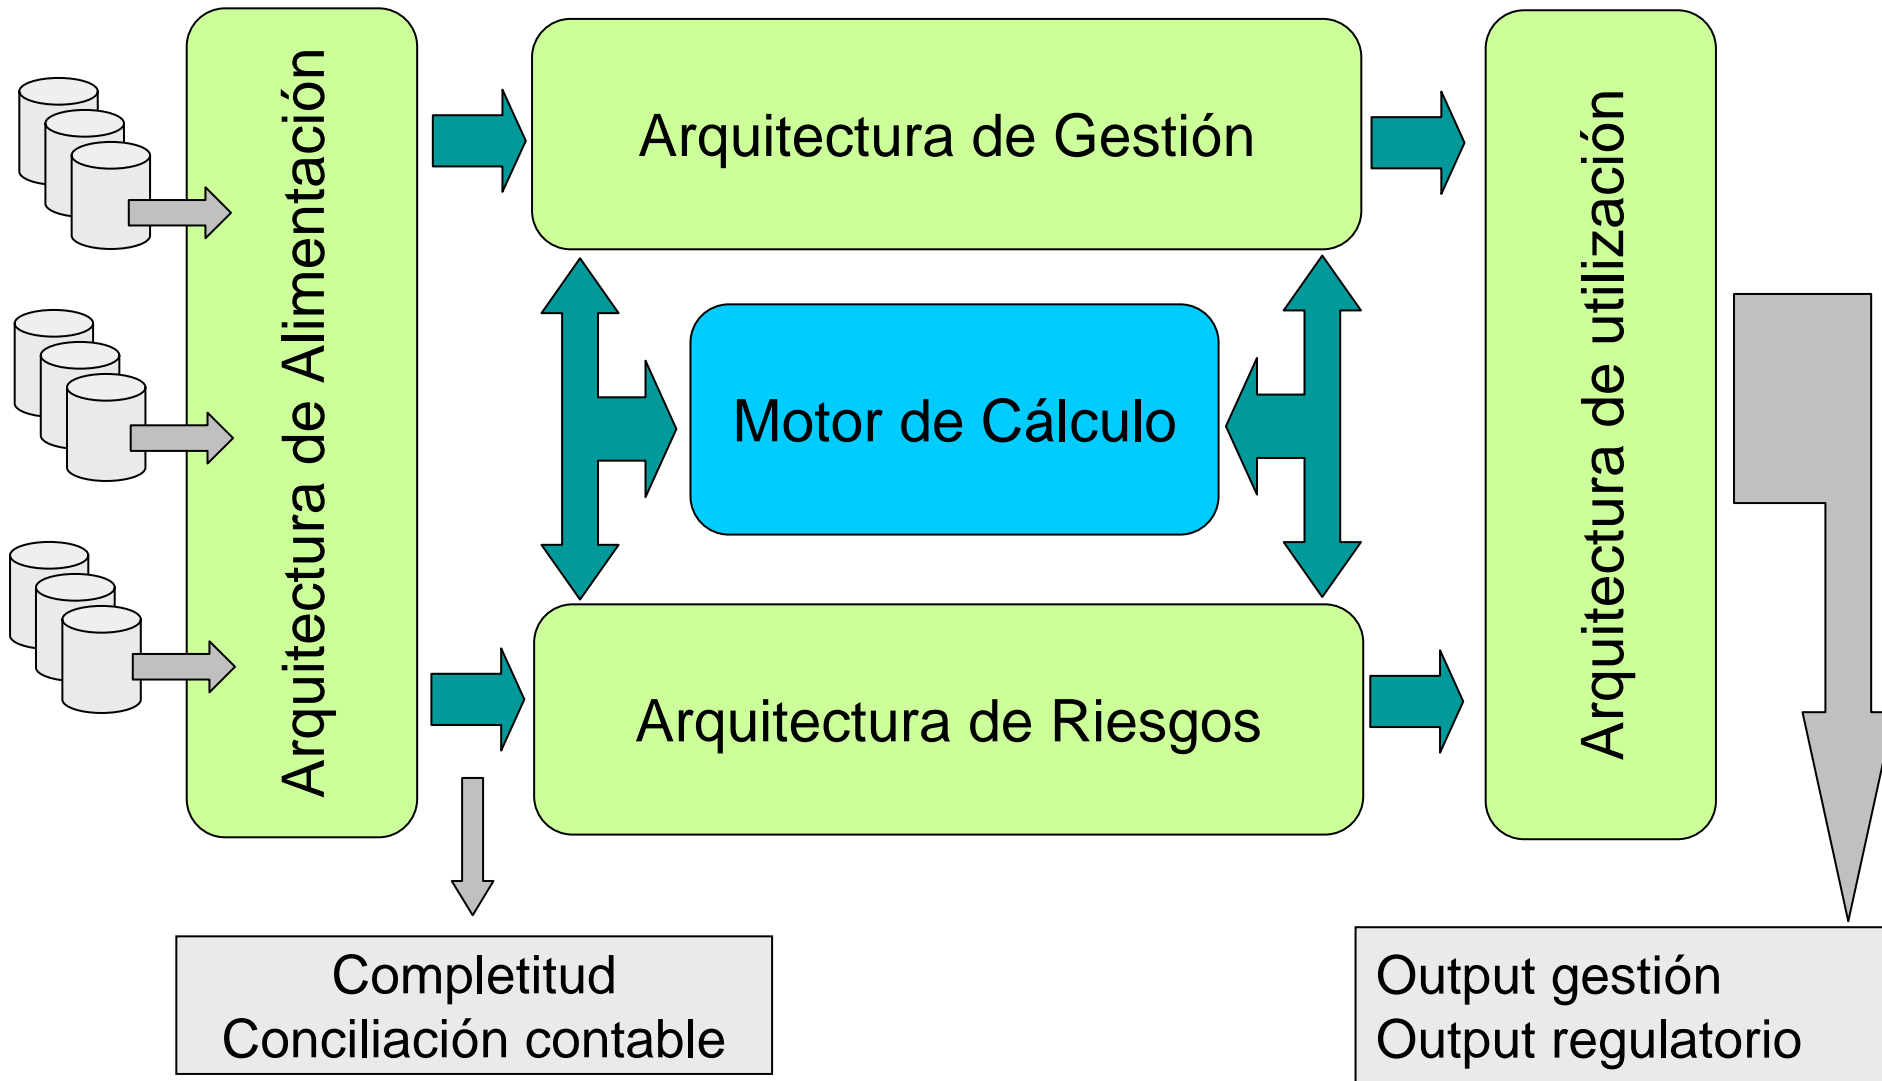 Arquitectura de Alimentación
Arquitectura de Gestión
Motor de Cálculo
Arquitectura de Riesgos
Arquitectura de utilización
Completitud
Conciliación contable
Output gestión
Output regulatorio